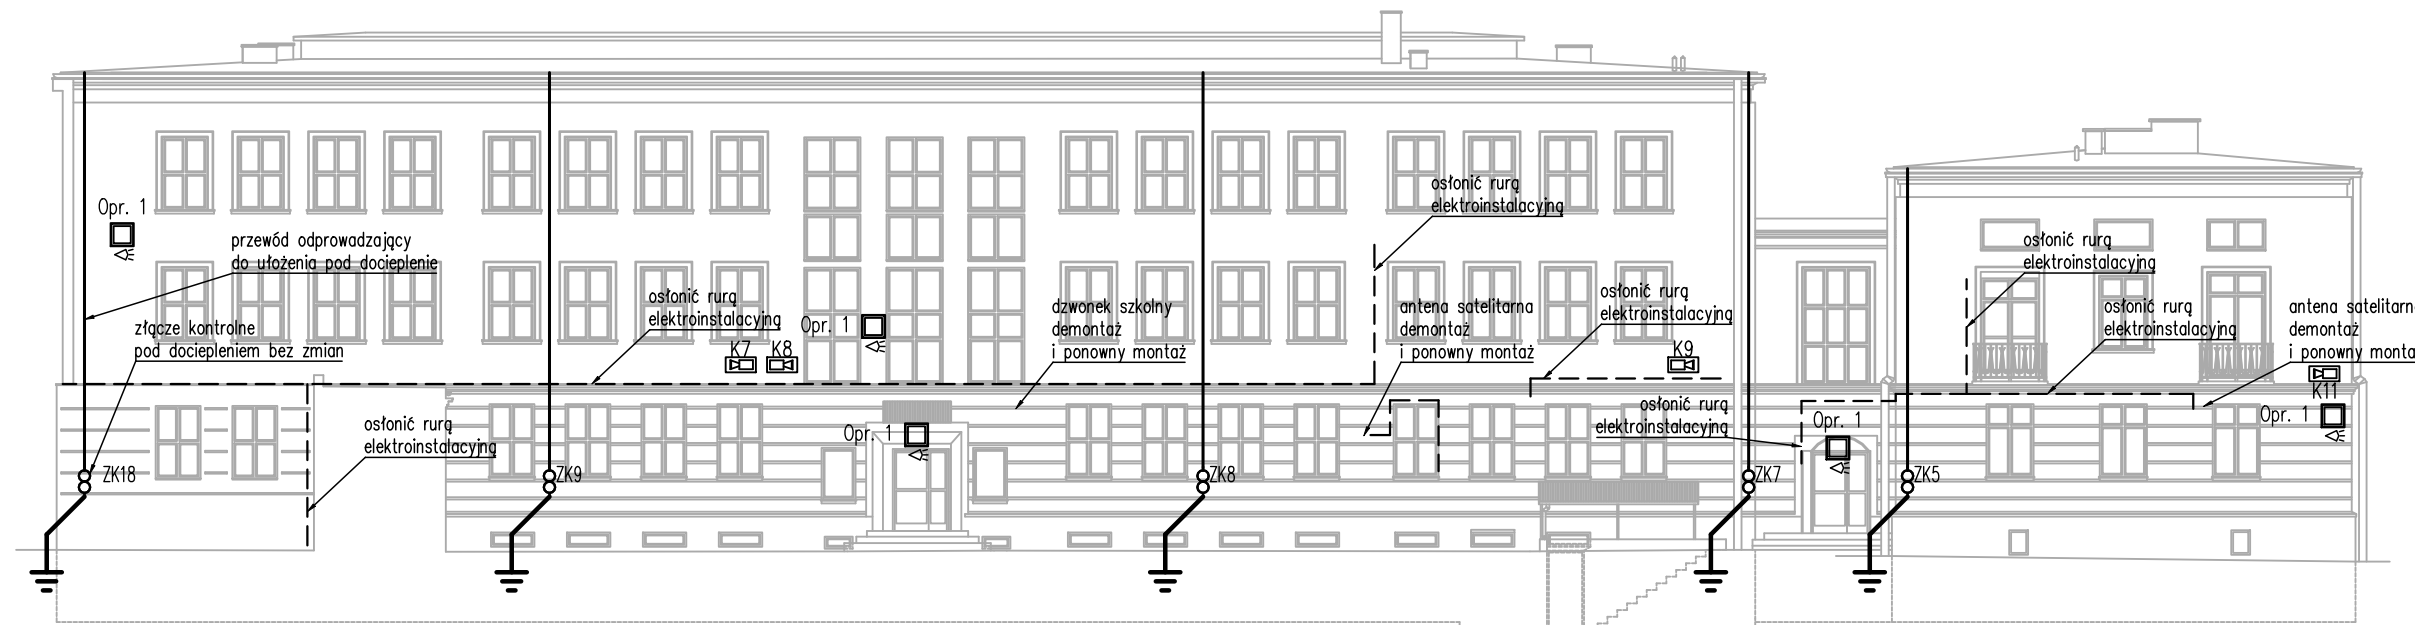 osłonić rurą
elektroinstalacyjną
Opr. 1
przewód odprowadzający
do ułożenia pod docieplenie
osłonić rurą
elektroinstalacyjną
osłonić rurą
elektroinstalacyjną
dzwonek szkolny
demontaż
i ponowny montaż
antena satelitarna
demontaż
i ponowny montaż
osłonić rurą
elektroinstalacyjną
osłonić rurą
elektroinstalacyjną
antena satelitarn
demontaż
i ponowny monta
złącze kontrolne
pod dociepleniem bez zmian
Opr. 1
K7
K8
K9
K11
osłonić rurą
elektroinstalacyjną
Opr. 1
osłonić rurą
elektroinstalacyjną
Opr. 1
Opr. 1
ZK18
ZK9
ZK8
ZK7
ZK5